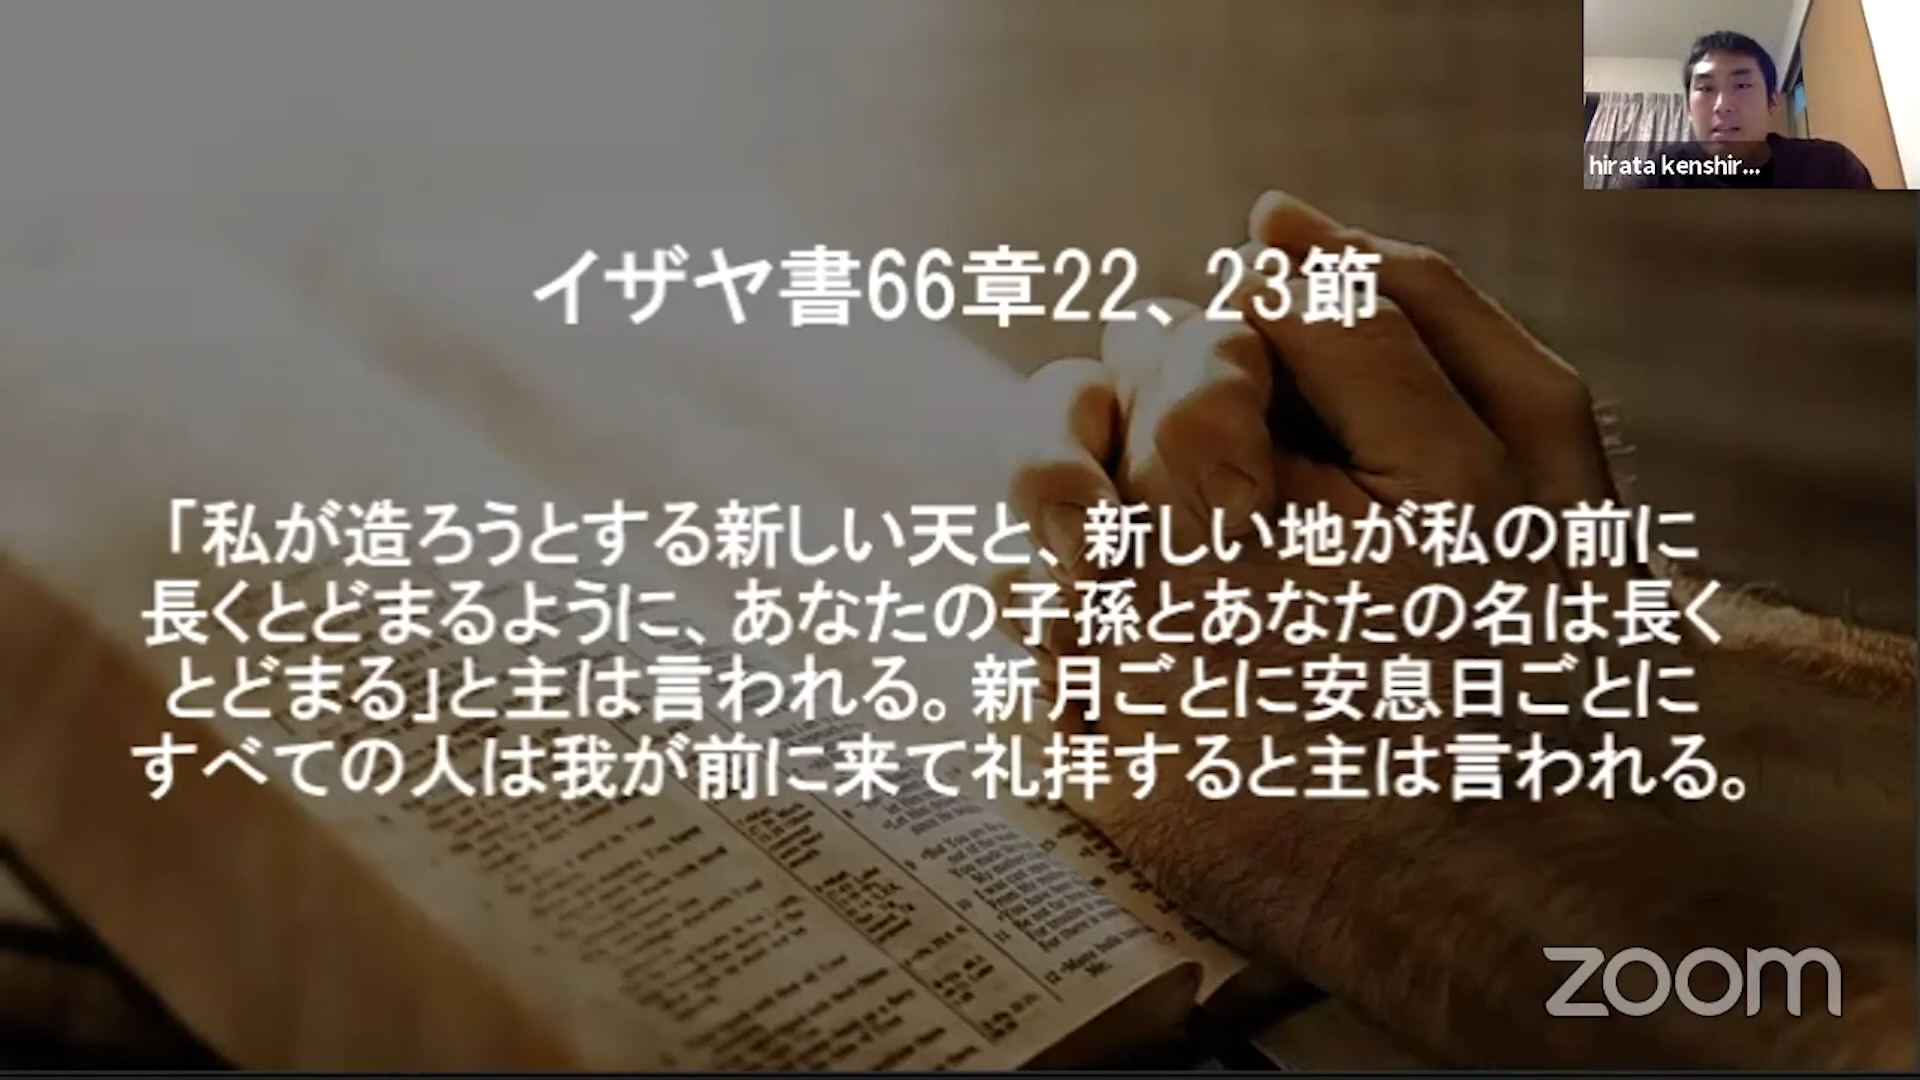 hirata kenshir...
イザヤ書66章22、23節
「私が造ろうとする新しい天と、新しい地が私の前に
長くとどまるように、あなたの子孫とあなたの名は長く
とどまる」と主は言われる。新月ごとに安息日ごとに
すべての人は我が前に来て礼拝すると主は言われる。
zoom